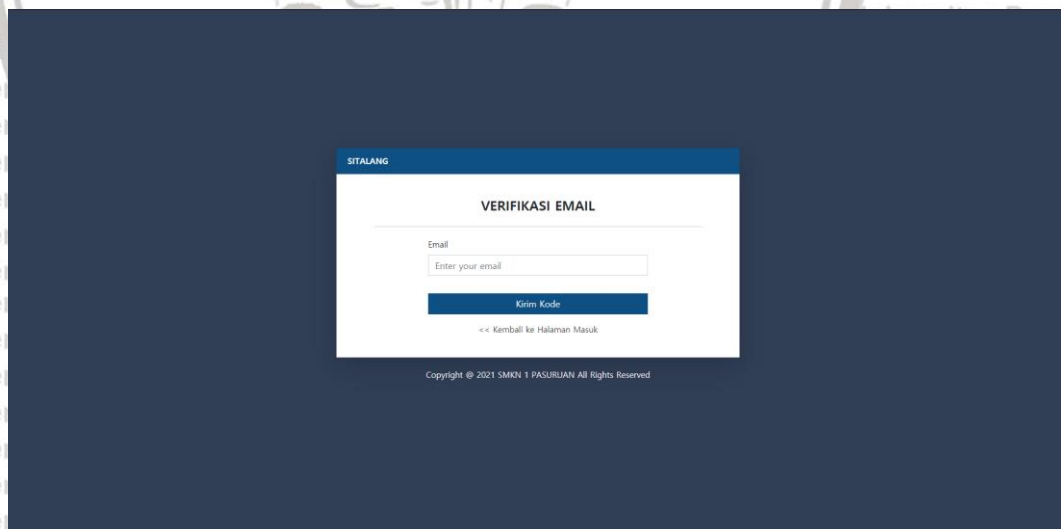 SITALANG
VERIFIKASI EMAIL
Email
Enter your email
Kirim Kode
<< Kembali ke Halaman Masuk
Copyright @ 2021 SMKN 1 PASURUAN All Rights Reserved